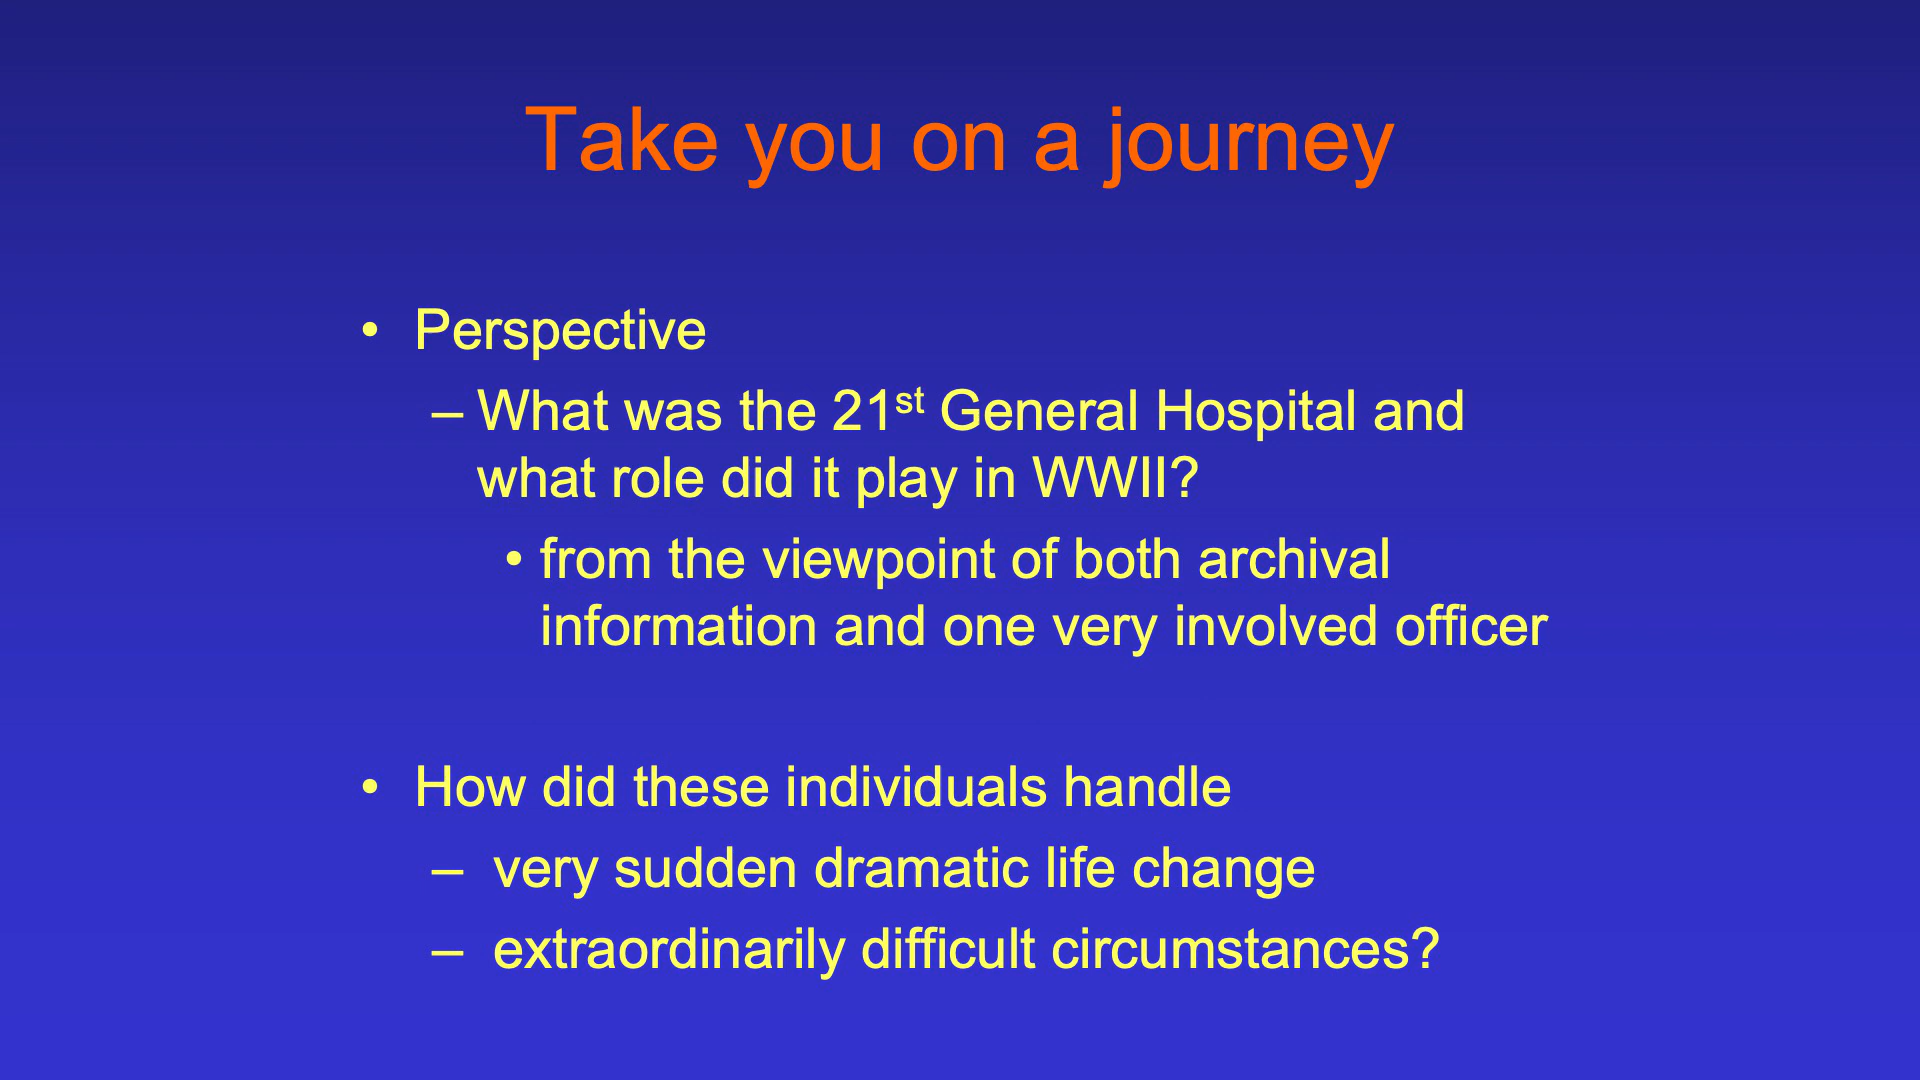 Take you on a journey
• Perspective
– What was the 21st General Hospital and
what role did it play in WWII?
• from the viewpoint of both archival
information and one very involved officer
• How did these individuals handle
– very sudden dramatic life change
– extraordinarily difficult circumstances?